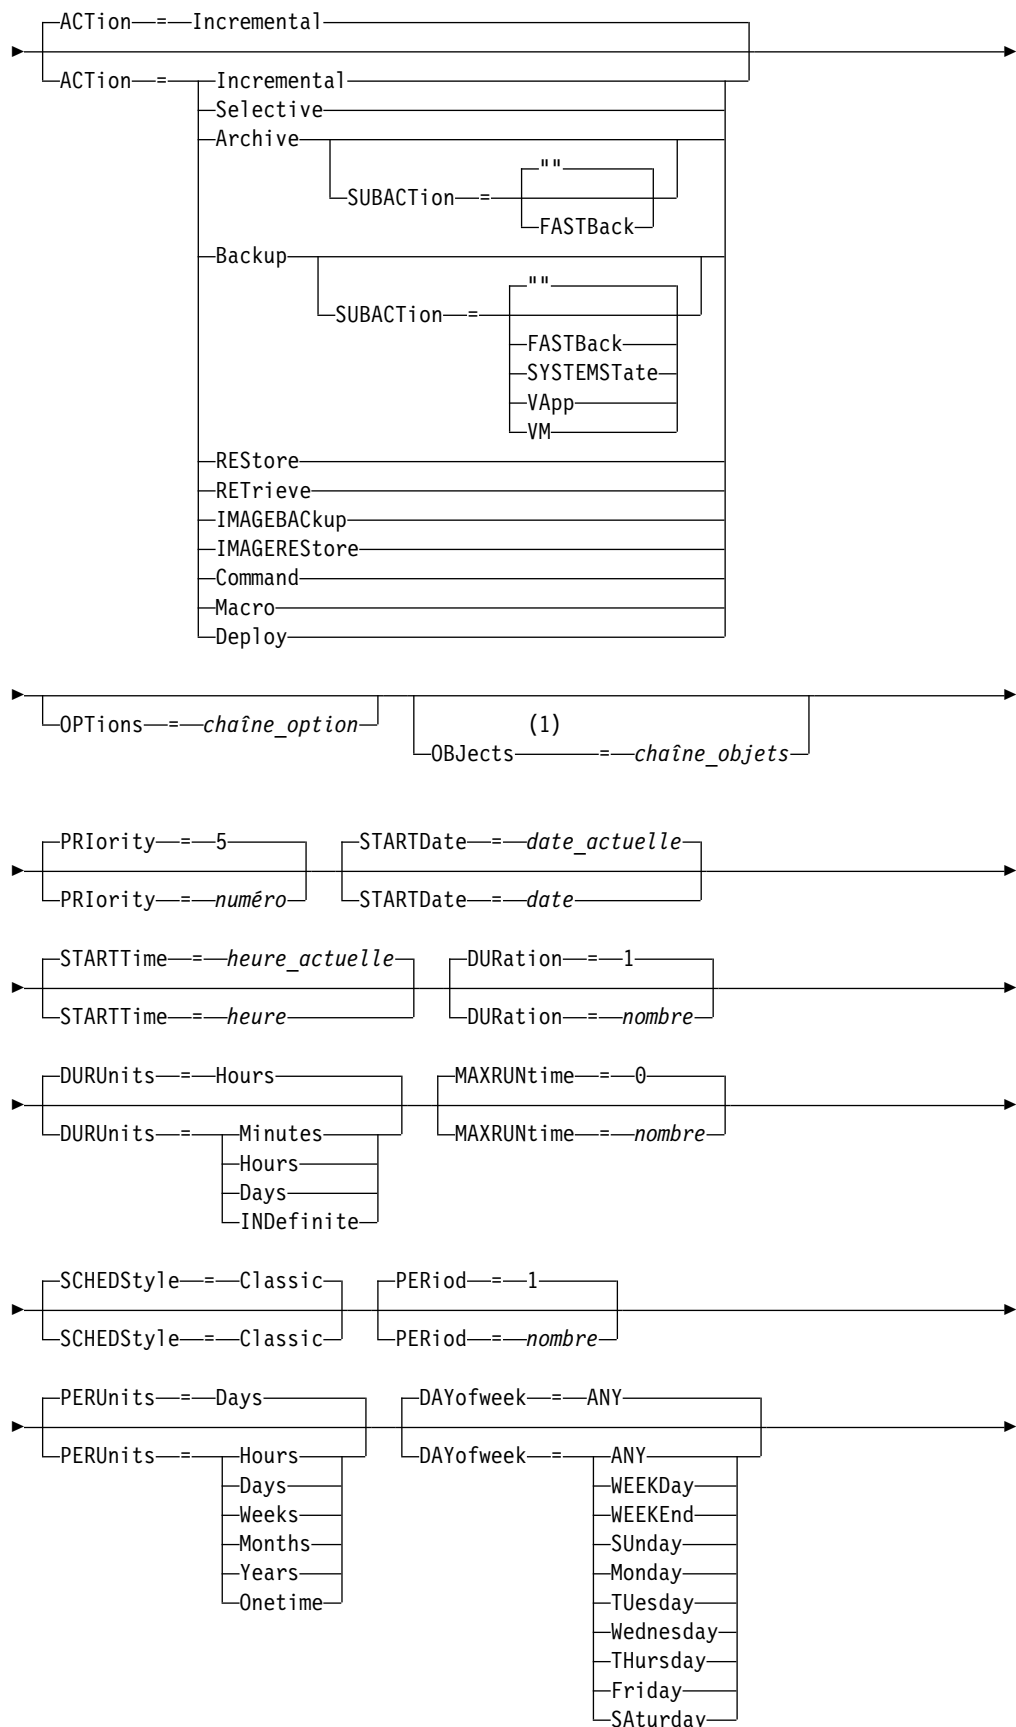 ACTion = Incremental
ACTion = Incremental
Selective
Archive
""
SUBACTion =
FASTBack
Backup
""
SUBACTion =
FASTBack
SYSTEMSTate
VApp
VM
REStore
RETrieve
IMAGEBACkup
IMAGEREStore
Command
Macro
Deploy
OPTions = chaîne_option
(1)
OBJects = chaîne_objets
PRIority = 5 STARTDate = date_actuelle
PRIority = numéro STARTDate = date
STARTTime = heure_actuelle DURation = 1
STARTTime = heure DURation = nombre
DURUnits = Hours MAXRUNtime = 0
DURUnits = Minutes MAXRUNtime = nombre
Hours
Days
INDefinite
SCHEDStyle = Classic PERiod = 1
SCHEDStyle = Classic PERiod = nombre
PERUnits = Days DAYofweek = ANY
PERUnits = Hours DAYofweek = ANY
Days WEEKDay
Weeks WEEKEnd
Months SUnday
Years Monday
Onetime TUesday
Wednesday
THursday
Friday
SAturday